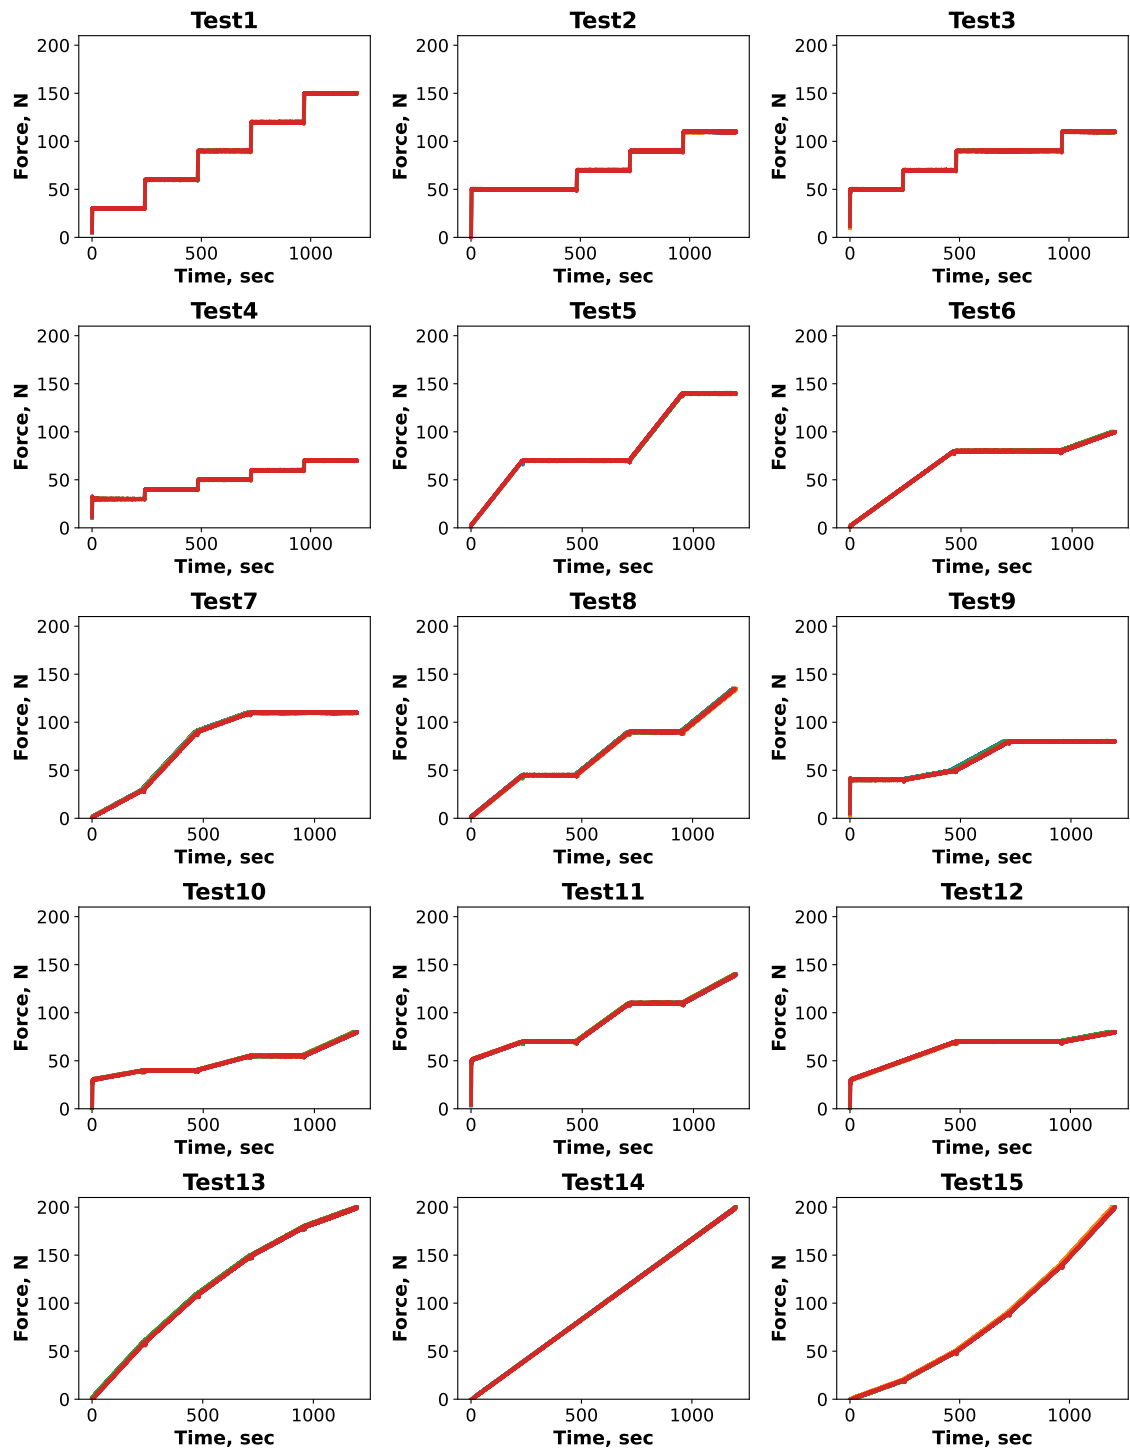 Test1 Test2 Test3
200 200 200
150 150 150
100 100 100
50 50 50
0 0 0
Force, N Force, N Force, N
0 500 1000 0 500 1000 0 500 1000
Time, sec Time, sec Time, sec
Test4 Test5 Test6
200 200 200
150 150 150
100 100 100
50 50 50
0 0 0
Force, N Force, N Force, N
0 500 1000 0 500 1000 0 500 1000
Time, sec Time, sec Time, sec
Test7 Test8 Test9
200 200 200
150 150 150
100 100 100
50 50 50
0 0 0
Force, N Force, N Force, N
0 500 1000 0 500 1000 0 500 1000
Time, sec Time, sec Time, sec
Test10 Test11 Test12
200 200 200
150 150 150
100 100 100
50 50 50
0 0 0
Force, N Force, N Force, N
0 500 1000 0 500 1000 0 500 1000
Time, sec Time, sec Time, sec
Test13 Test14 Test15
200 200 200
150 150 150
100 100 100
50 50 50
0 0 0
Force, N Force, N Force, N
0 500 1000 0 500 1000 0 500 1000
Time, sec Time, sec Time, sec